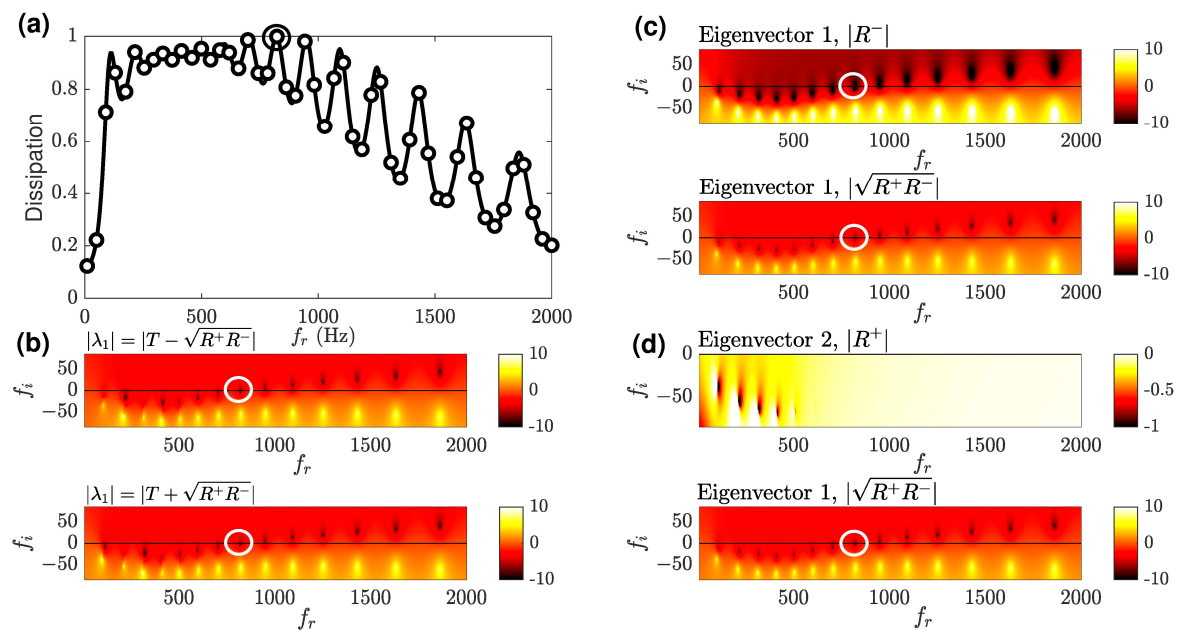 (a)
1
0.8
0.6
0.4
0.2
0
Dissipation
0 500 1000 1500 2000
f_r (Hz)
(b)
|λ₁| = |T − √R⁺R⁻|
50
0
−50
f_i
500 1000 1500 2000
f_r
10
0
-10
|λ₁| = |T + √R⁺R⁻|
50
0
−50
f_i
500 1000 1500 2000
f_r
10
0
-10
(c)
Eigenvector 1, |R⁻|
50
0
−50
f_i
500 1000 1500 2000
f_r
10
0
-10
Eigenvector 1, |√R⁺R⁻|
50
0
−50
f_i
500 1000 1500 2000
f_r
10
0
-10
(d)
Eigenvector 2, |R⁺|
0
−50
f_i
500 1000 1500 2000
0
-0.5
-1
Eigenvector 1, |√R⁺R⁻|
50
0
−50
f_i
500 1000 1500 2000
f_r
10
0
-10